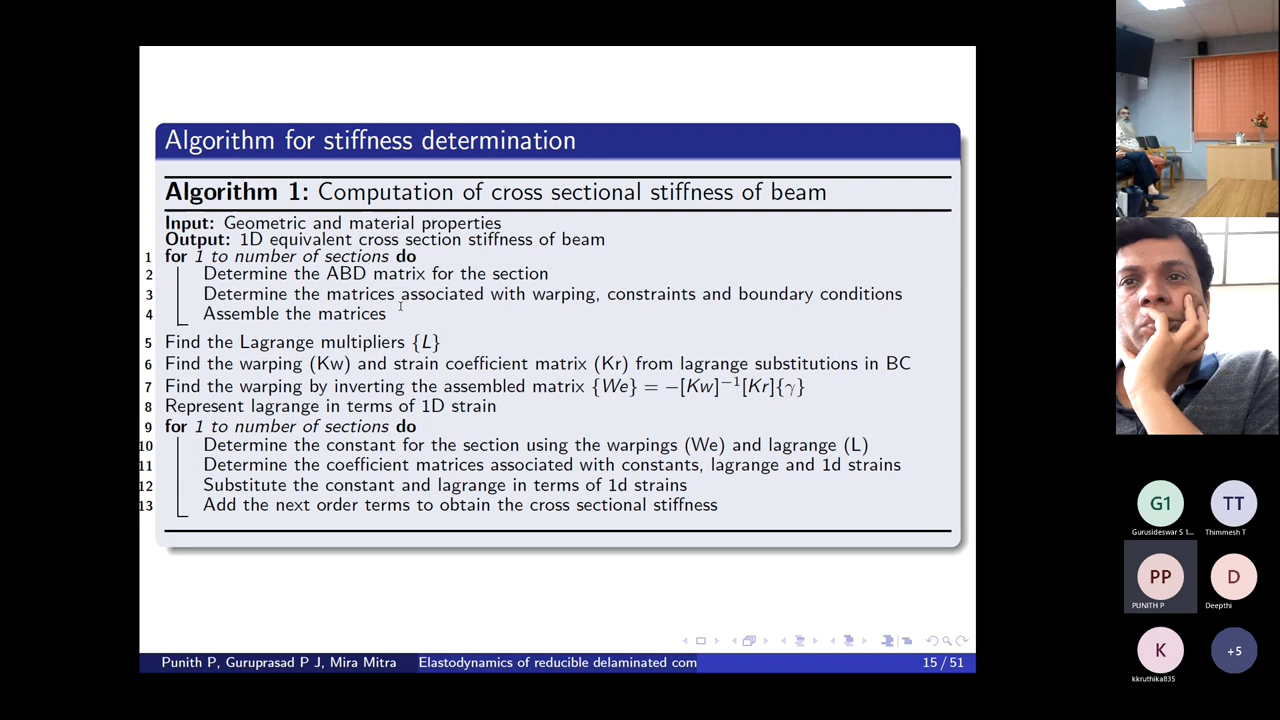 Algorithm for stiffness determination
Algorithm 1: Computation of cross sectional stiffness of beam
Input: Geometric and material properties
Output: 1D equivalent cross section stiffness of beam
1 for 1 to number of sections do
2 Determine the ABD matrix for the section
3 Determine the matrices associated with warping, constraints and boundary conditions
4 Assemble the matrices
5 Find the Lagrange multipliers {L}
6 Find the warping (Kw) and strain coefficient matrix (Kr) from lagrange substitutions in BC
7 Find the warping by inverting the assembled matrix {We} = −[Kw]⁻¹[Kr]{γ}
8 Represent lagrange in terms of 1D strain
9 for 1 to number of sections do
10 Determine the constant for the section using the warpings (We) and lagrange (L)
11 Determine the coefficient matrices associated with constants, lagrange and 1d strains
12 Substitute the constant and lagrange in terms of 1d strains
13 Add the next order terms to obtain the cross sectional stiffness
Punith P, Guruprasad P J, Mira Mitra Elastodynamics of reducible delaminated com 15 / 51
G1 TT
Gurusideswar S 1... Thimmesh T
PP D
PUNITH P Deepthi
K +5
kkruthika835